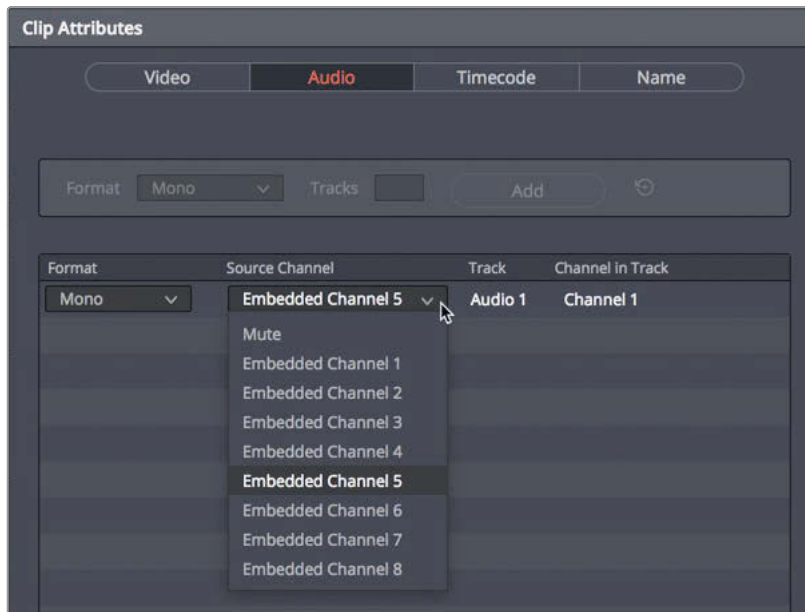 Clip Attributes
Video Audio Timecode Name
Format Mono Tracks Add
Format Source Channel Track Channel in Track
Mono Embedded Channel 5 Audio 1 Channel 1
Mute
Embedded Channel 1
Embedded Channel 2
Embedded Channel 3
Embedded Channel 4
Embedded Channel 5
Embedded Channel 6
Embedded Channel 7
Embedded Channel 8